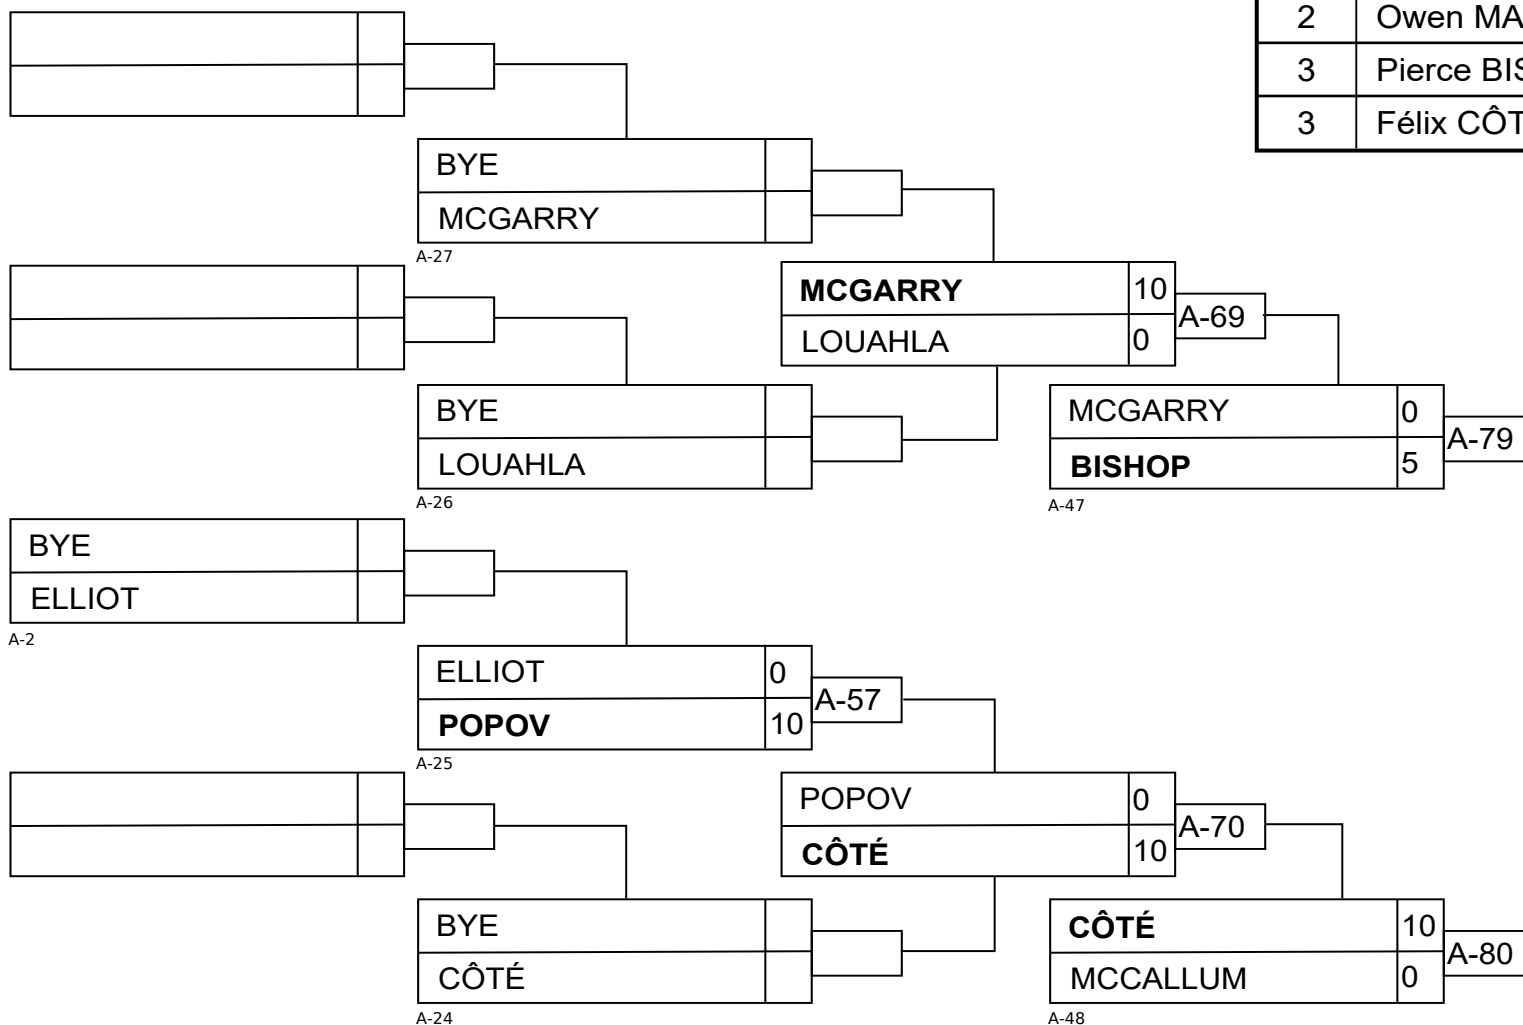 2 Owen MA
3 Pierce BIS
3 Félix CÔT
BYE
MCGARRY
A-27
MCGARRY 10
LOUAHLA 0
A-69
BYE
LOUAHLA
A-26
MCGARRY 0
BISHOP 5
A-79
A-47
BYE
ELLIOT
A-2
ELLIOT 0
POPOV 10
A-57
A-25
POPOV 0
CÔTÉ 10
A-70
BYE
CÔTÉ
A-24
CÔTÉ 10
MCCALLUM 0
A-80
A-48